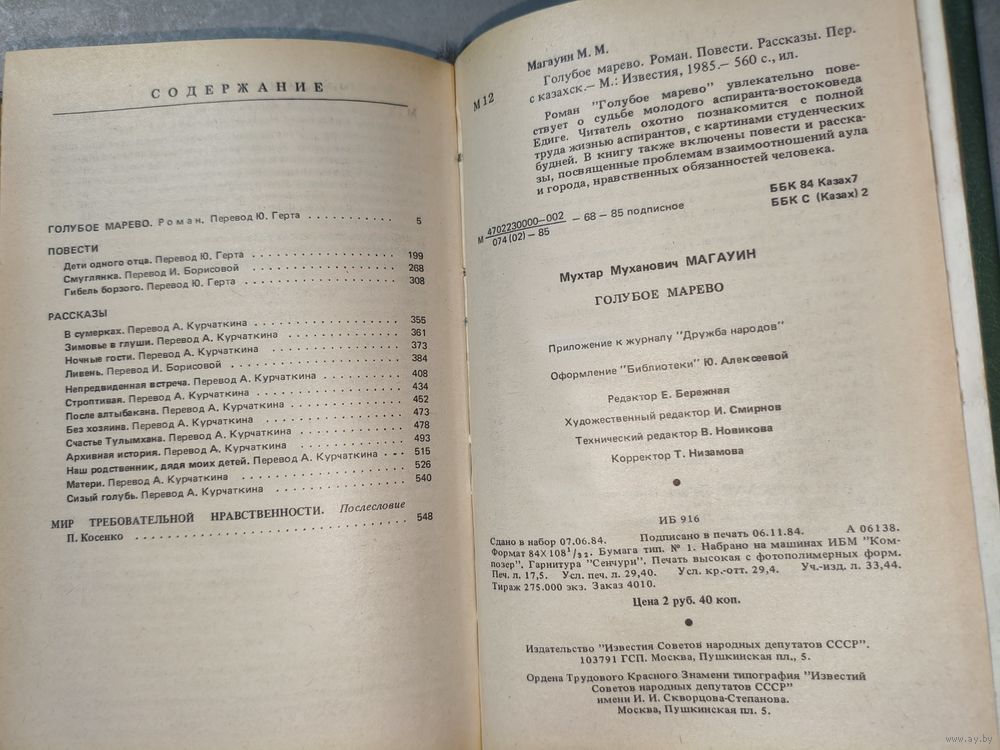 СОДЕРЖАНИЕ
ГОЛУБОЕ МАРЕВО. Роман. Перевод Ю. Герта . . . . . . . . . . . 5
ПОВЕСТИ
Дети одного отца. Перевод Ю. Герта . . . . . . . . . . . . . . . . 199
Смуглянка. Перевод И. Борисовой . . . . . . . . . . . . . . . . 268
Гибель борзого. Перевод Ю. Герта . . . . . . . . . . . . . . . . 308
РАССКАЗЫ
В сумерках. Перевод А. Курчаткина . . . . . . . . . . . . . . . 355
Зимовье в глуши. Перевод А. Курчаткина . . . . . . . . . . . . 361
Ночные гости. Перевод А. Курчаткина . . . . . . . . . . . . . . 373
Ливень. Перевод И. Борисовой . . . . . . . . . . . . . . . . . . 384
Непредвиденная встреча. Перевод А. Курчаткина . . . . . . . . 408
Строптивая. Перевод А. Курчаткина . . . . . . . . . . . . . . . 434
После алтыбакана. Перевод А. Курчаткина . . . . . . . . . . . . 452
Без хозяина. Перевод А. Курчаткина . . . . . . . . . . . . . . . 473
Счастье Тулымхана. Перевод А. Курчаткина . . . . . . . . . . . 478
Архивная история. Перевод А. Курчаткина . . . . . . . . . . . . 493
Наш родственник, дядя моих детей. Перевод А. Курчаткина . . . 515
Матери. Перевод А. Курчаткина . . . . . . . . . . . . . . . . . 526
Сизый голубь. Перевод А. Курчаткина . . . . . . . . . . . . . . 540
МИР ТРЕБОВАТЕЛЬНОЙ НРАВСТВЕННОСТИ. Послесловие
П. Косенко . . . . . . . . . . . . . . . . . . . . . . . . . . . . 548
Магауин М. М.
М 12
Голубое марево. Роман. Повести. Рассказы. Пер.
с казахск.— М.: Известия, 1985.— 560 с., ил.
Роман "Голубое марево" увлекательно пове-
ствует о судьбе молодого аспиранта-востоковеда
Едиге. Читатель охотно познакомится с полной
труда жизнью аспирантов, с картинами студенческих
будней. В книгу также включены повести и расска-
зы, посвященные проблемам взаимоотношений аула
и города, нравственных обязанностей человека.
М 4702230000—002
074(02)—85
— 68 — 85 подписное
ББК 84 Казах7
ББК С (Казах) 2
Мухтар Муханович МАГАУИН
ГОЛУБОЕ МАРЕВО
Приложение к журналу "Дружба народов"
Оформление "Библиотеки" Ю. Алексеевой
Редактор Е. Бережная
Художественный редактор И. Смирнов
Технический редактор В. Новикова
Корректор Т. Низамова
ИБ 916
Сдано в набор 07.06.84. Подписано в печать 06.11.84. А 06138.
Формат 84Х108¹/₃₂. Бумага тип. № 1. Набрано на машинах ИБМ "Ком-
позер". Гарнитура "Сенчури". Печать высокая с фотополимерных форм.
Печ. л. 17,5. Усл. печ. л. 29,40. Усл. кр.-отт. 29,4. Уч.-изд. л. 33,44.
Тираж 275.000 экз. Заказ 4010.
Цена 2 руб. 40 коп.
Издательство "Известия Советов народных депутатов СССР".
103791 ГСП. Москва, Пушкинская пл., 5.
Ордена Трудового Красного Знамени типография "Известий
Советов народных депутатов СССР"
имени И. И. Скворцова-Степанова.
Москва, Пушкинская пл. 5.
www.ay.by